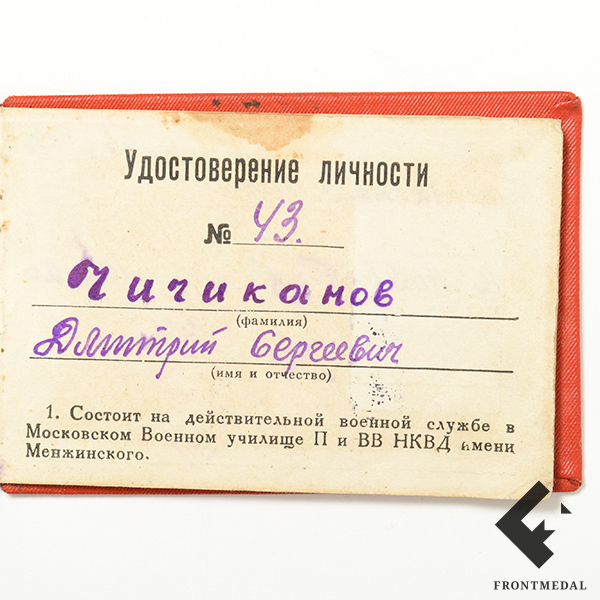 Удостоверение личности
№ 43.
Чичиканов
(фамилия)
Дмитрий Сергеевич
(имя и отчество)
1. Состоит на действительной военной службе в
Московском Военном училище П и ВВ НКВД имени
Менжинского.
FRONTMEDAL